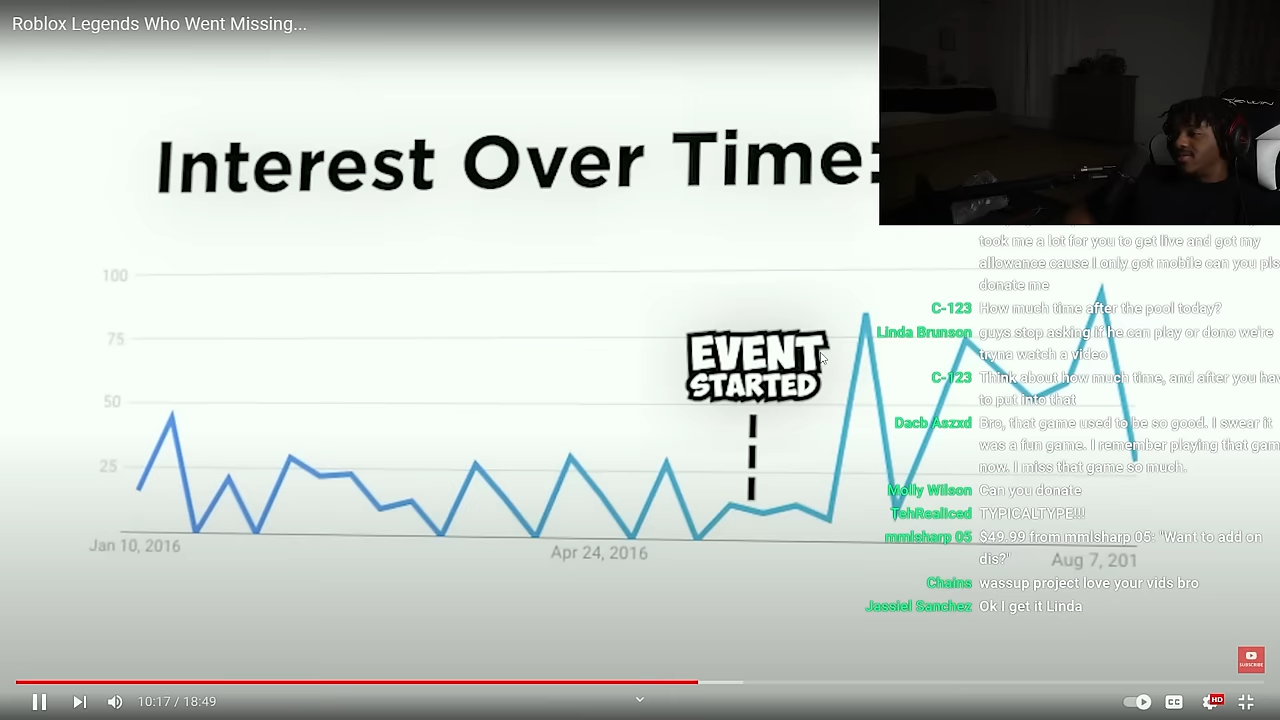 Roblox Legends Who Went Missing...
Interest Over Time:
100
75
50
25
EVENT
STARTED
Jan 10, 2016
Apr 24, 2016
Aug 7, 201
took me a lot for you to get live and got my
allowance cause I only got mobile can you pls
donate me
C-123 How much time after the pool today?
Linda Brunson guys stop asking if he can play or dono we're
tryna watch a video
C-123 Think about how much time, and after you hav
to put into that
Dacb Aszxd Bro, that game used to be so good. I swear it
was a fun game. I remember playing that gam
now. I miss that game so much.
Molly Wilson Can you donate
TehRealiced TYPICALTYPE!!!
mmlsharp 05 $49.99 from mmlsharp 05: "Want to add on
dis?"
Chains wassup project love your vids bro
Jassiel Sanchez Ok I get it Linda
SUBSCRIBE
10:17 / 18:49
CC
HD